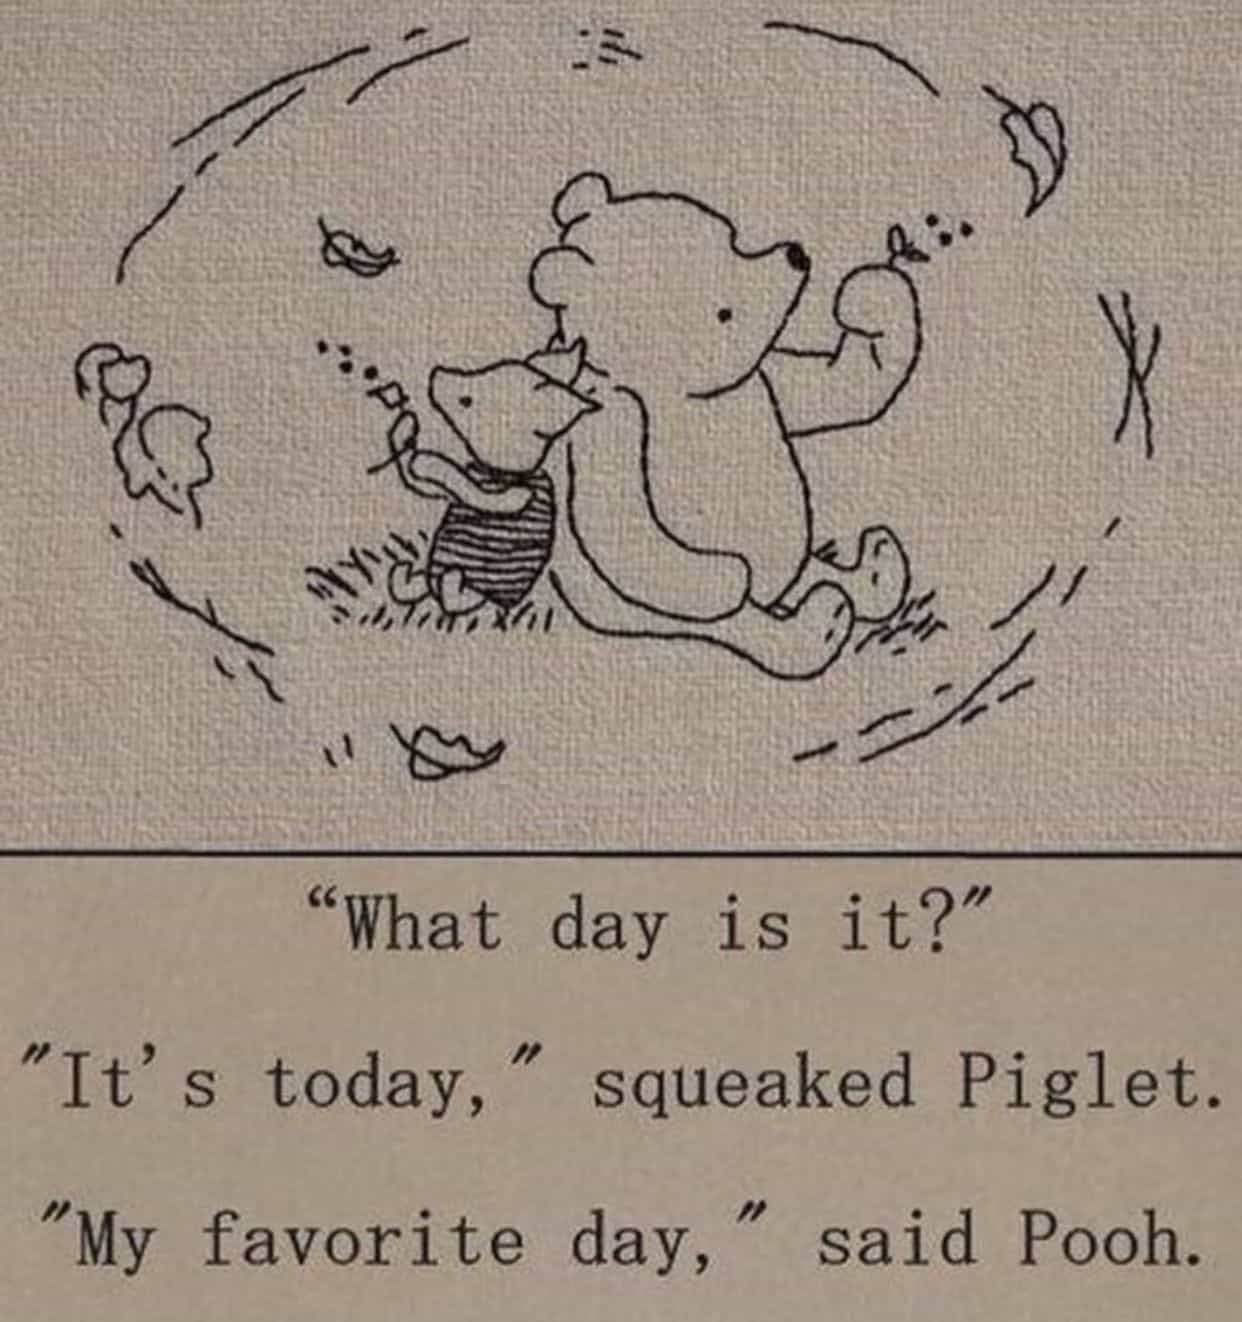 “What day is it?”
"It's today," squeaked Piglet.
"My favorite day," said Pooh.